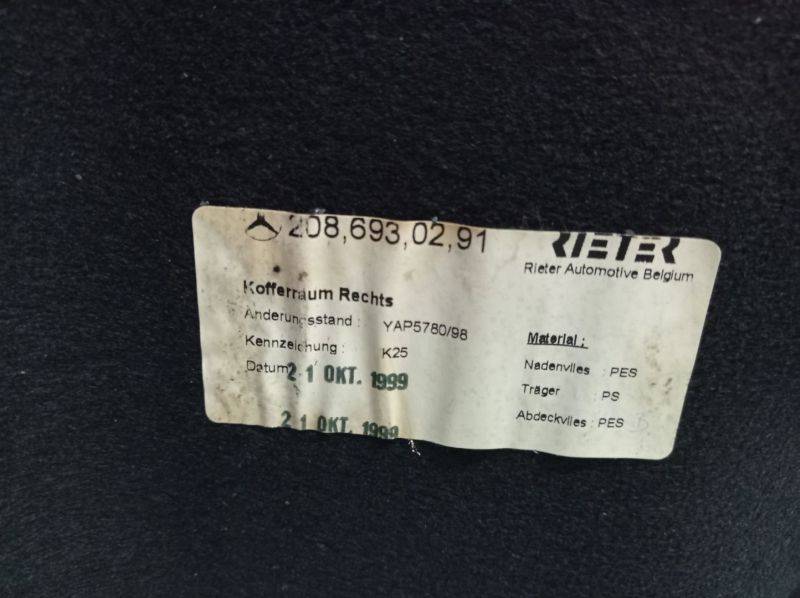 208,693,02,91
RIETER
Rieter Automotive Belgium
Kofferraum Rechts
Änderungsstand : YAP5780/98
Kennzeichung : K25
Datum 21 OKT. 1999
21 OKT. 1999
Material :
Nadenvlies : PES
Träger : PS
Abdeckvlies : PES